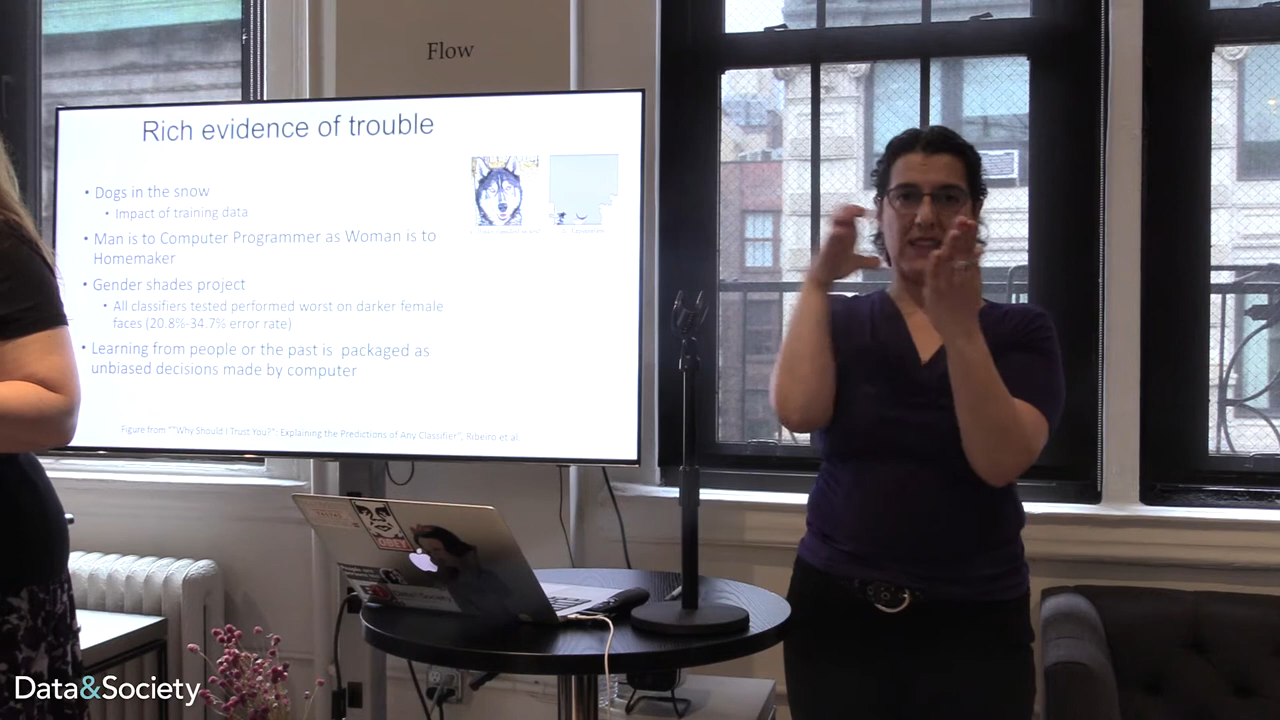 Flow
Rich evidence of trouble
• Dogs in the snow
• Impact of training data
• Man is to Computer Programmer as Woman is to
Homemaker
• Gender shades project
• All classifiers tested performed worst on darker female
faces (20.8%-34.7% error rate)
• Learning from people or the past is packaged as
unbiased decisions made by computer
Figure from ""Why Should I Trust You?": Explaining the Predictions of Any Classifier", Ribeiro et al.
OBEY
Data&Society